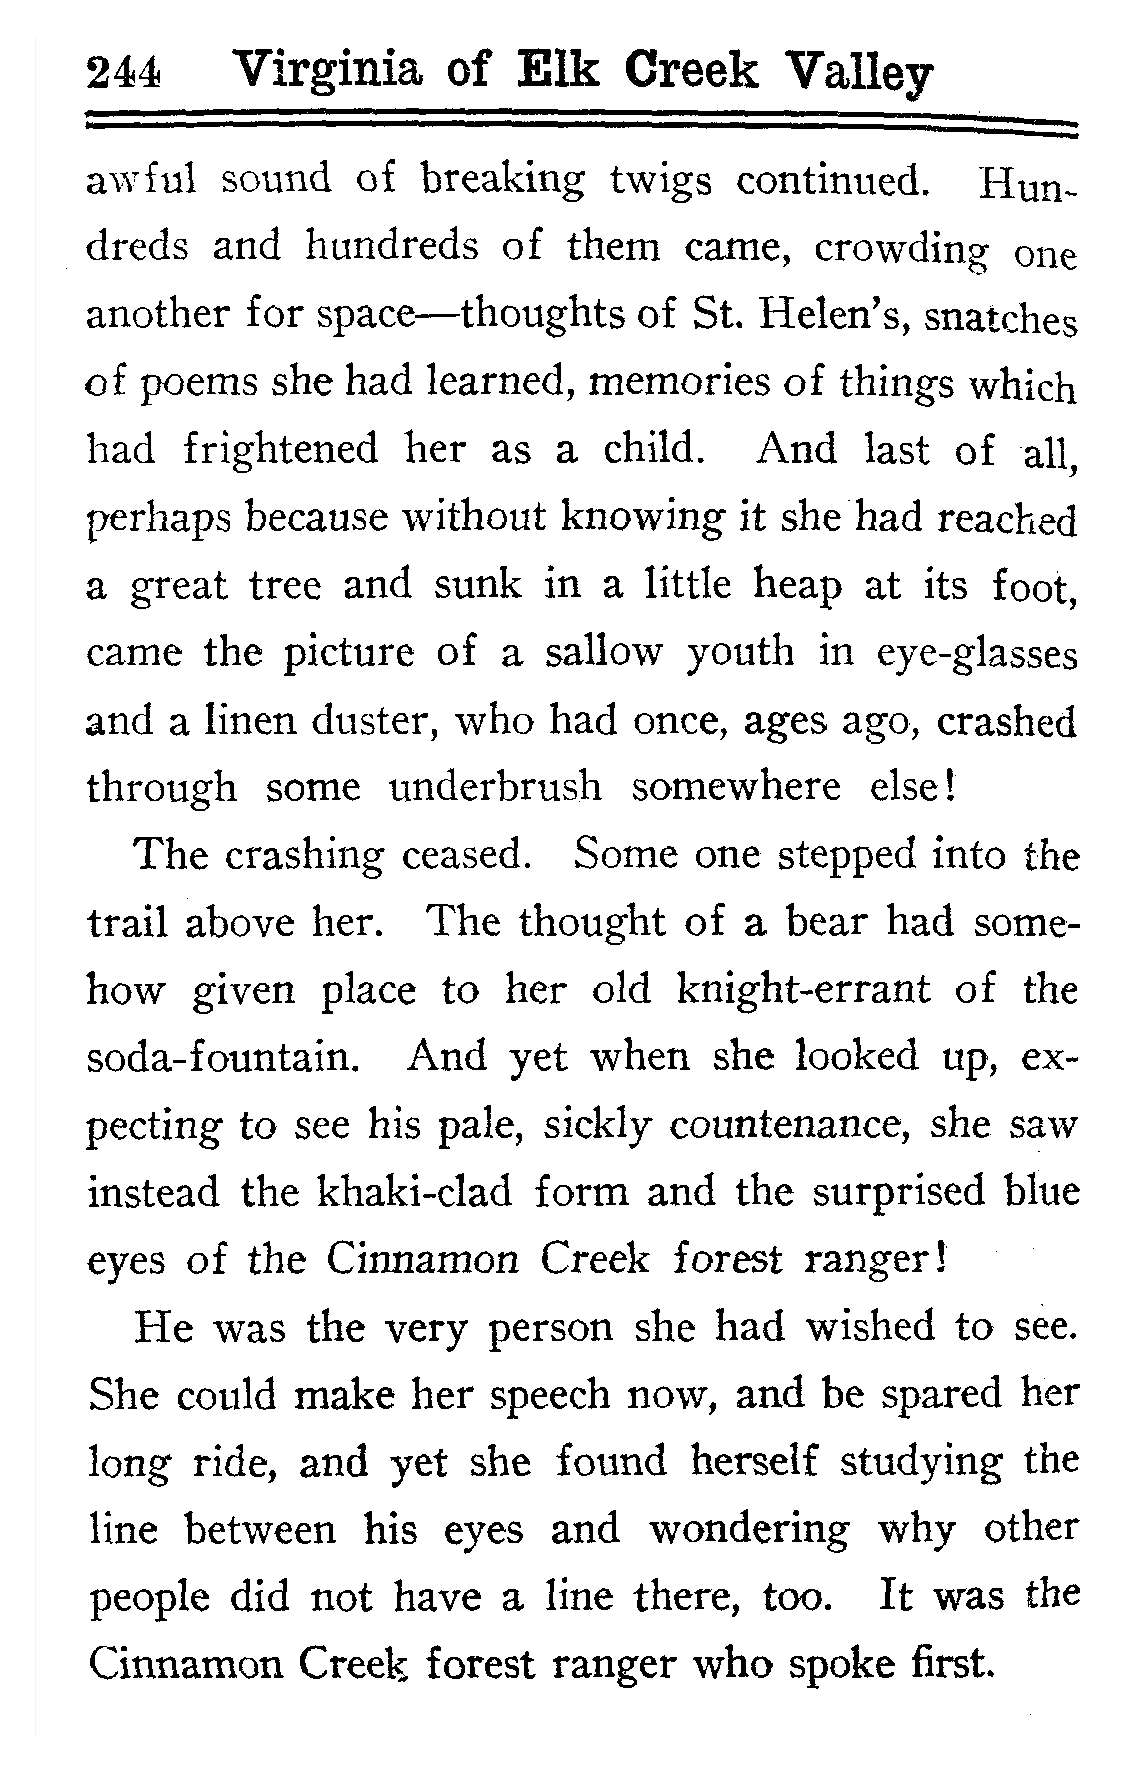 244 Virginia of Elk Creek Valley
awful sound of breaking twigs continued. Hun-
dreds and hundreds of them came, crowding one
another for space—thoughts of St. Helen's, snatches
of poems she had learned, memories of things which
had frightened her as a child. And last of all,
perhaps because without knowing it she had reached
a great tree and sunk in a little heap at its foot,
came the picture of a sallow youth in eye-glasses
and a linen duster, who had once, ages ago, crashed
through some underbrush somewhere else!
The crashing ceased. Some one stepped into the
trail above her. The thought of a bear had some-
how given place to her old knight-errant of the
soda-fountain. And yet when she looked up, ex-
pecting to see his pale, sickly countenance, she saw
instead the khaki-clad form and the surprised blue
eyes of the Cinnamon Creek forest ranger!
He was the very person she had wished to see.
She could make her speech now, and be spared her
long ride, and yet she found herself studying the
line between his eyes and wondering why other
people did not have a line there, too. It was the
Cinnamon Creek forest ranger who spoke first.